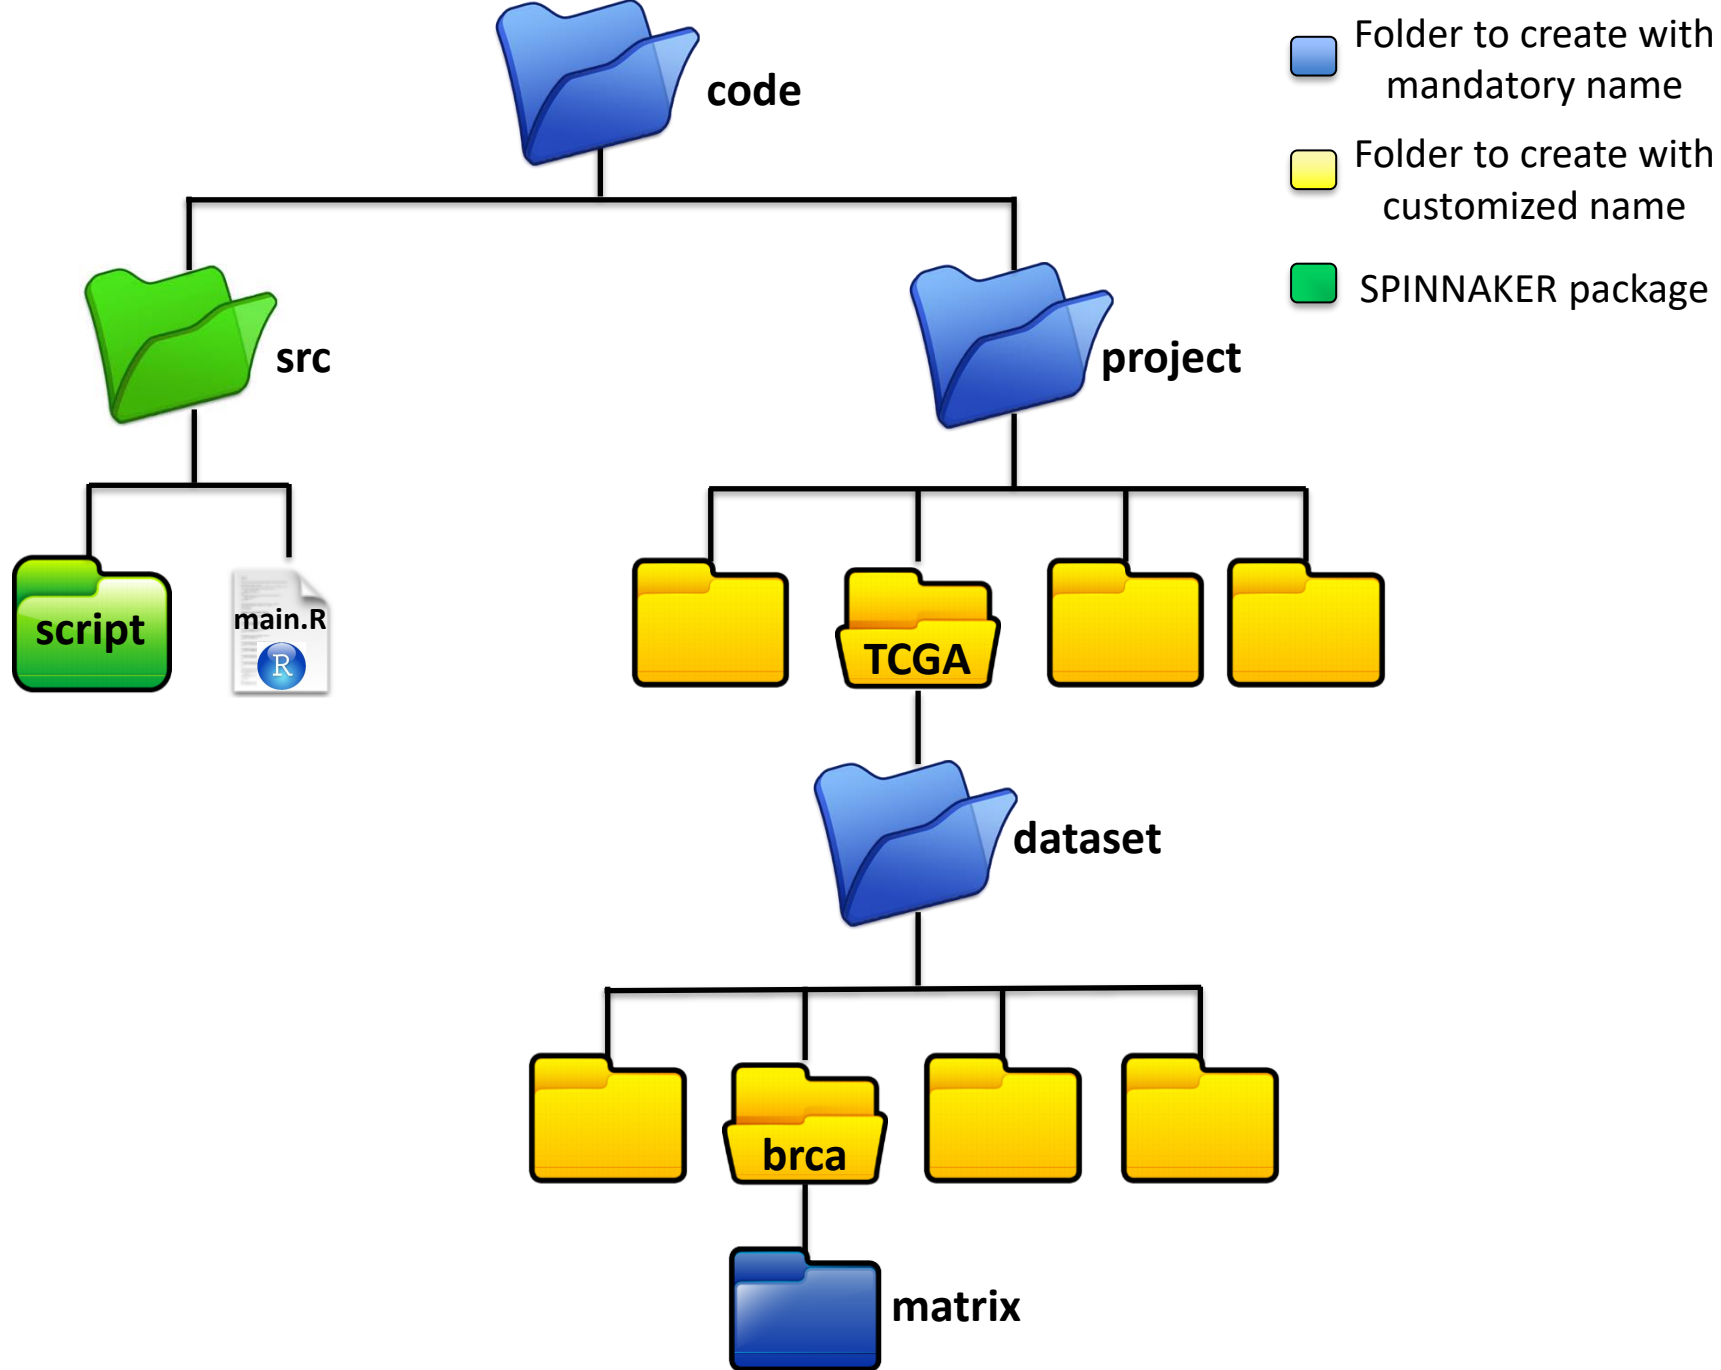 code
Folder to create with
mandatory name
Folder to create with
customized name
SPINNAKER package
src
project
script
main.R
R
TCGA
dataset
brca
matrix